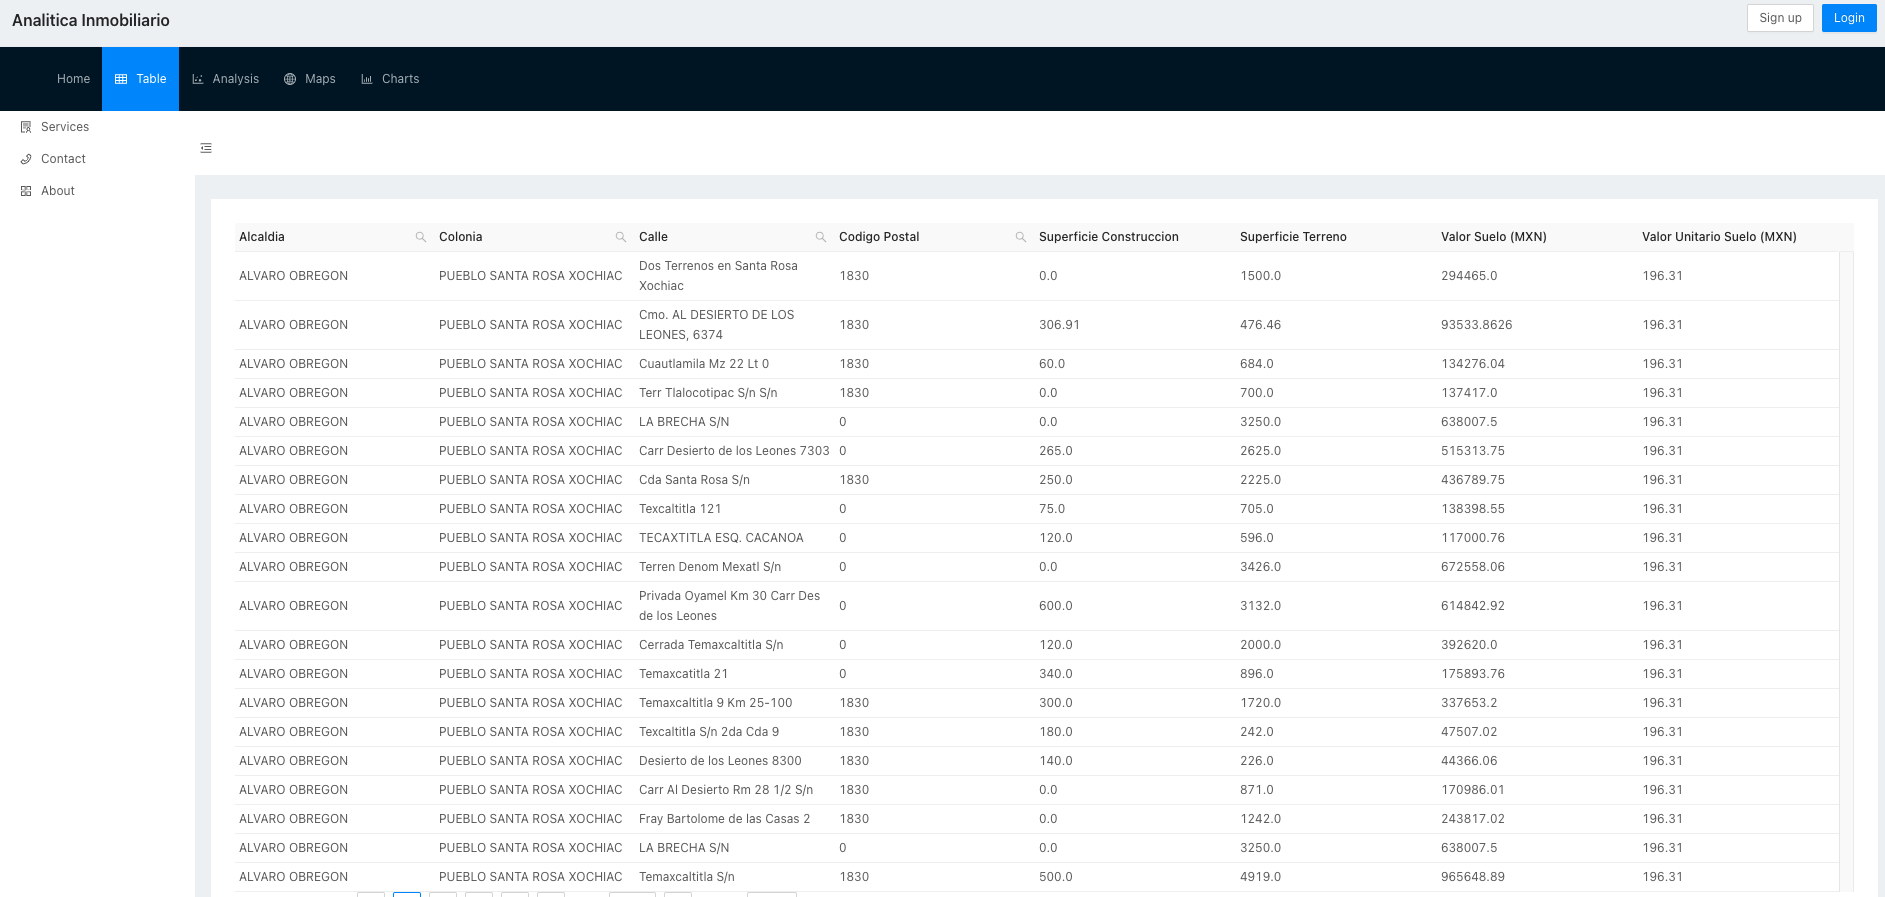 Analitica Inmobiliario
Sign up
Login
Home
Table
Analysis
Maps
Charts
Services
Contact
About
Alcaldia Colonia Calle Codigo Postal Superficie Construccion Superficie Terreno Valor Suelo (MXN) Valor Unitario Suelo (MXN)
ALVARO OBREGON PUEBLO SANTA ROSA XOCHIAC Dos Terrenos en Santa Rosa
Xochiac 1830 0.0 1500.0 294465.0 196.31
ALVARO OBREGON PUEBLO SANTA ROSA XOCHIAC Cmo. AL DESIERTO DE LOS
LEONES, 6374 1830 306.91 476.46 93533.8626 196.31
ALVARO OBREGON PUEBLO SANTA ROSA XOCHIAC Cuautlamila Mz 22 Lt 0 1830 60.0 684.0 134276.04 196.31
ALVARO OBREGON PUEBLO SANTA ROSA XOCHIAC Terr Tlalocotipac S/n S/n 1830 0.0 700.0 137417.0 196.31
ALVARO OBREGON PUEBLO SANTA ROSA XOCHIAC LA BRECHA S/N 0 0.0 3250.0 638007.5 196.31
ALVARO OBREGON PUEBLO SANTA ROSA XOCHIAC Carr Desierto de los Leones 7303 0 265.0 2625.0 515313.75 196.31
ALVARO OBREGON PUEBLO SANTA ROSA XOCHIAC Cda Santa Rosa S/n 1830 250.0 2225.0 436789.75 196.31
ALVARO OBREGON PUEBLO SANTA ROSA XOCHIAC Texcaltitla 121 0 75.0 705.0 138398.55 196.31
ALVARO OBREGON PUEBLO SANTA ROSA XOCHIAC TECAXTITLA ESQ. CACANOA 0 120.0 596.0 117000.76 196.31
ALVARO OBREGON PUEBLO SANTA ROSA XOCHIAC Terren Denom Mexatl S/n 0 0.0 3426.0 672558.06 196.31
ALVARO OBREGON PUEBLO SANTA ROSA XOCHIAC Privada Oyamel Km 30 Carr Des
de los Leones 0 600.0 3132.0 614842.92 196.31
ALVARO OBREGON PUEBLO SANTA ROSA XOCHIAC Cerrada Temaxcaltitla S/n 0 120.0 2000.0 392620.0 196.31
ALVARO OBREGON PUEBLO SANTA ROSA XOCHIAC Temaxcatitla 21 0 340.0 896.0 175893.76 196.31
ALVARO OBREGON PUEBLO SANTA ROSA XOCHIAC Temaxcaltitla 9 Km 25-100 1830 300.0 1720.0 337653.2 196.31
ALVARO OBREGON PUEBLO SANTA ROSA XOCHIAC Texcaltitla S/n 2da Cda 9 1830 180.0 242.0 47507.02 196.31
ALVARO OBREGON PUEBLO SANTA ROSA XOCHIAC Desierto de los Leones 8300 1830 140.0 226.0 44366.06 196.31
ALVARO OBREGON PUEBLO SANTA ROSA XOCHIAC Carr Al Desierto Rm 28 1/2 S/n 1830 0.0 871.0 170986.01 196.31
ALVARO OBREGON PUEBLO SANTA ROSA XOCHIAC Fray Bartolome de las Casas 2 1830 0.0 1242.0 243817.02 196.31
ALVARO OBREGON PUEBLO SANTA ROSA XOCHIAC LA BRECHA S/N 0 0.0 3250.0 638007.5 196.31
ALVARO OBREGON PUEBLO SANTA ROSA XOCHIAC Temaxcaltitla S/n 1830 500.0 4919.0 965648.89 196.31